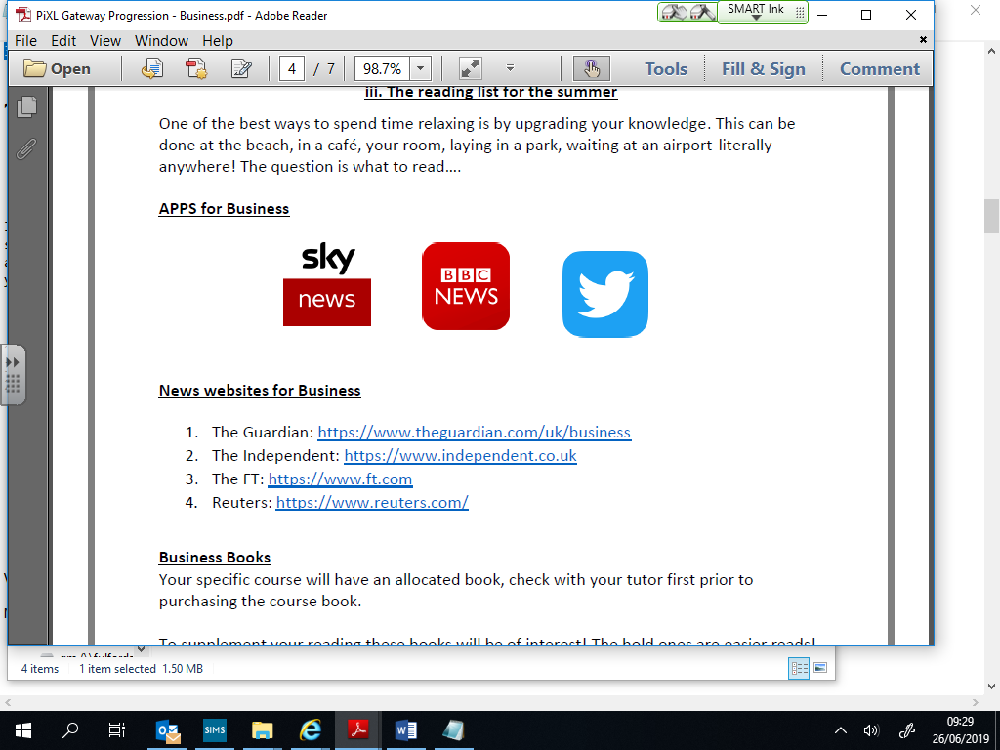 PiXL Gateway Progression - Business.pdf - Adobe Reader
SMART Ink
File Edit View Window Help
Open 4 / 7 98.7% Tools Fill & Sign Comment
iii. The reading list for the summer
One of the best ways to spend time relaxing is by upgrading your knowledge. This can be
done at the beach, in a café, your room, laying in a park, waiting at an airport-literally
anywhere! The question is what to read....
APPS for Business
sky
news
BBC
NEWS
News websites for Business
1. The Guardian: https://www.theguardian.com/uk/business
2. The Independent: https://www.independent.co.uk
3. The FT: https://www.ft.com
4. Reuters: https://www.reuters.com/
Business Books
Your specific course will have an allocated book, check with your tutor first prior to
purchasing the course book.
To supplement your reading these books will be of interest! The bold ones are easier reads!
4 items 1 item selected 1.50 MB
SIMS
09:29
26/06/2019